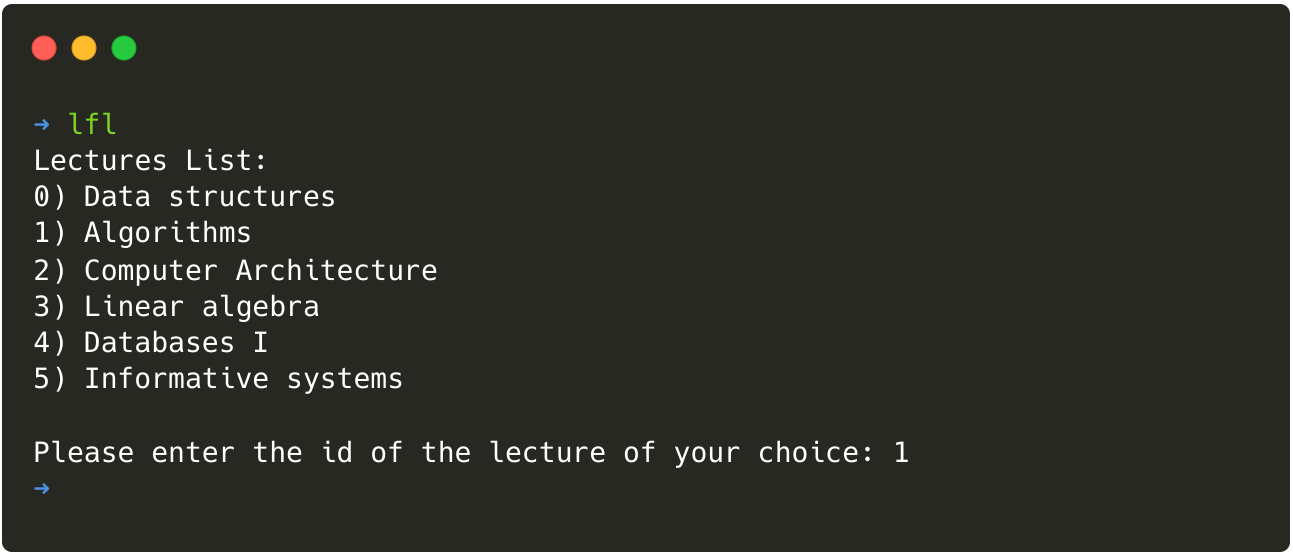 ➜ lfl
Lectures List:
0) Data structures
1) Algorithms
2) Computer Architecture
3) Linear algebra
4) Databases I
5) Informative systems
Please enter the id of the lecture of your choice: 1
➜